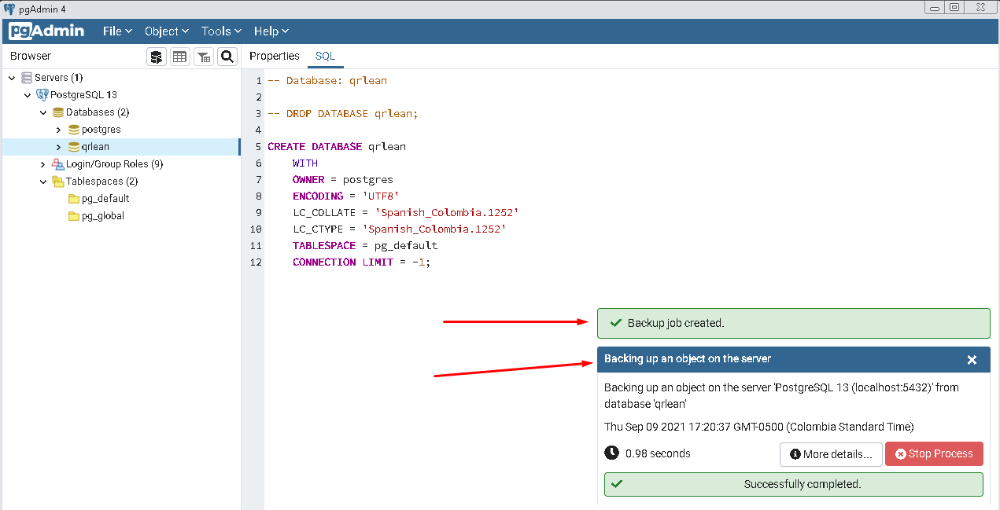 pgAdmin 4
pgAdmin
File Object Tools Help
Browser
Properties SQL
Servers (1)
PostgreSQL 13
Databases (2)
postgres
qrlean
Login/Group Roles (9)
Tablespaces (2)
pg_default
pg_global
1 -- Database: qrlean
2
3 -- DROP DATABASE qrlean;
4
5 CREATE DATABASE qrlean
6 WITH
7 OWNER = postgres
8 ENCODING = 'UTF8'
9 LC_COLLATE = 'Spanish_Colombia.1252'
10 LC_CTYPE = 'Spanish_Colombia.1252'
11 TABLESPACE = pg_default
12 CONNECTION LIMIT = -1;
Backup job created.
Backing up an object on the server
Backing up an object on the server 'PostgreSQL 13 (localhost:5432)' from
database 'qrlean'
Thu Sep 09 2021 17:20:37 GMT-0500 (Colombia Standard Time)
0.98 seconds
More details...
Stop Process
Successfully completed.